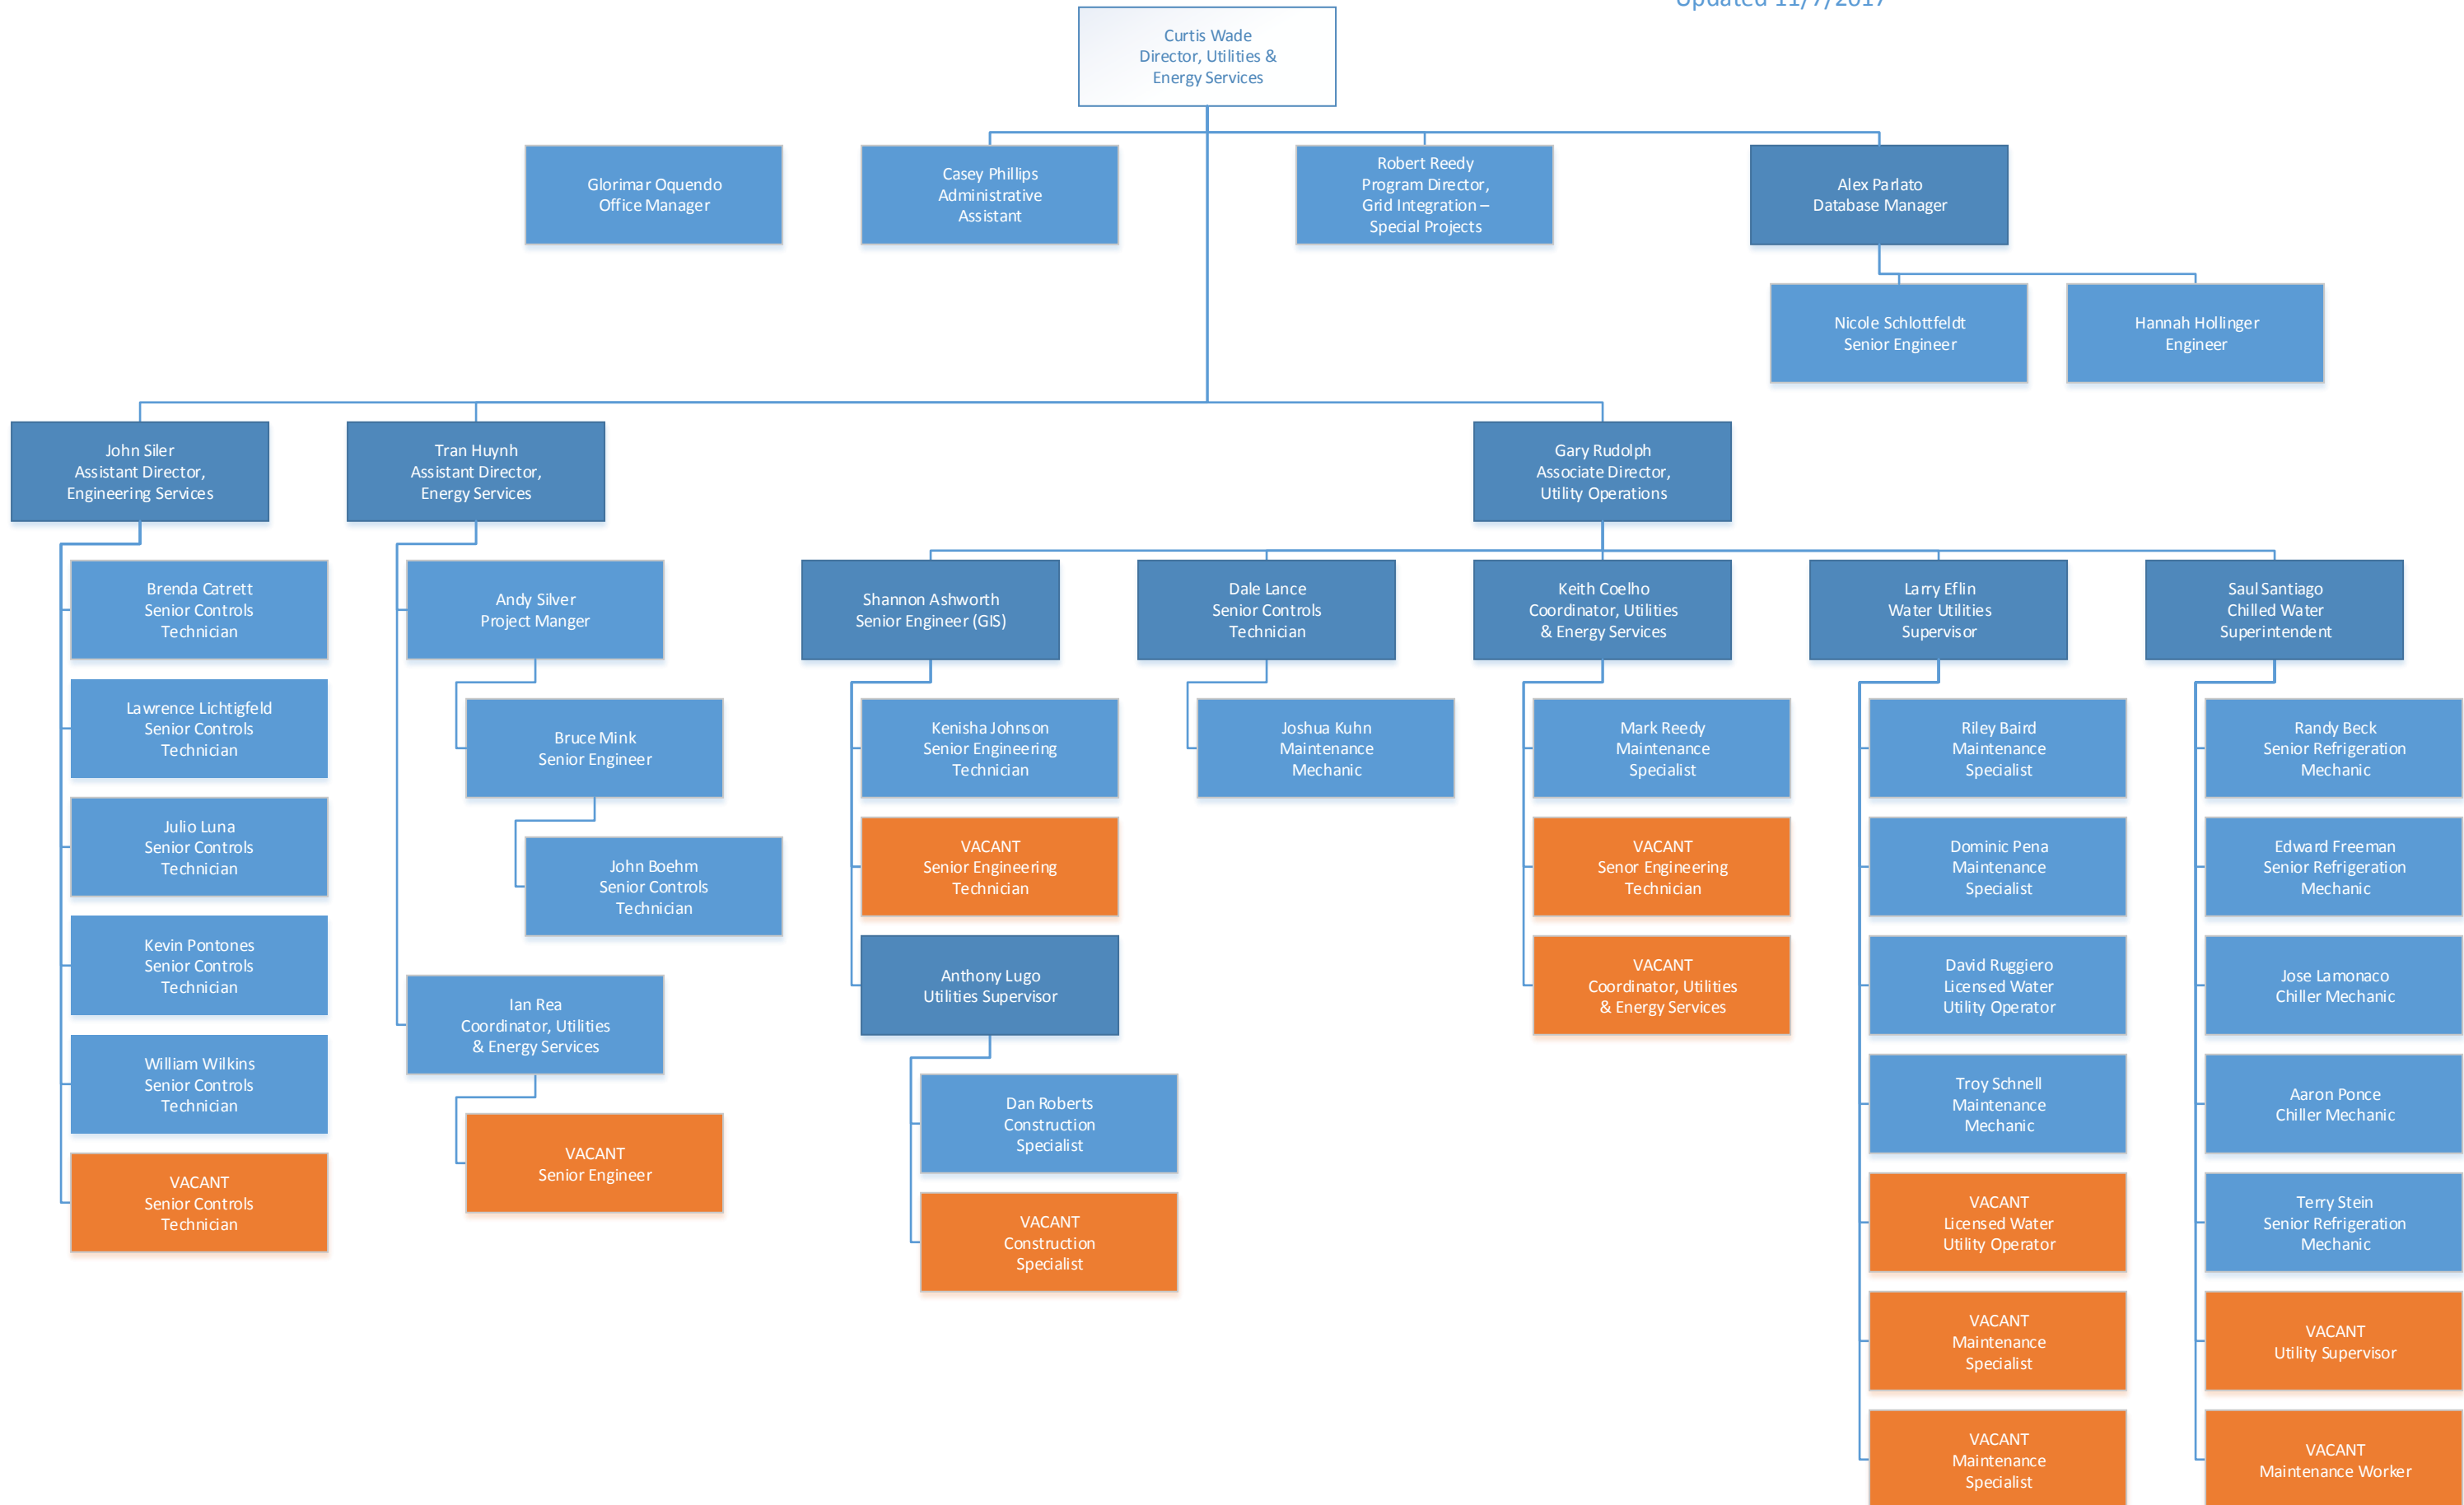 Updated 11/7/2017
Curtis Wade
Director, Utilities &
Energy Services
Glorimar Oquendo
Office Manager
Casey Phillips
Administrative
Assistant
Robert Reedy
Program Director,
Grid Integration –
Special Projects
Alex Parlato
Database Manager
Nicole Schlottfeldt
Senior Engineer
Hannah Hollinger
Engineer
John Siler
Assistant Director,
Engineering Services
Tran Huynh
Assistant Director,
Energy Services
Gary Rudolph
Associate Director,
Utility Operations
Brenda Catrett
Senior Controls
Technician
Lawrence Lichtigfeld
Senior Controls
Technician
Julio Luna
Senior Controls
Technician
Kevin Pontones
Senior Controls
Technician
William Wilkins
Senior Controls
Technician
VACANT
Senior Controls
Technician
Andy Silver
Project Manger
Bruce Mink
Senior Engineer
John Boehm
Senior Controls
Technician
Ian Rea
Coordinator, Utilities
& Energy Services
VACANT
Senior Engineer
Shannon Ashworth
Senior Engineer (GIS)
Kenisha Johnson
Senior Engineering
Technician
VACANT
Senior Engineering
Technician
Anthony Lugo
Utilities Supervisor
Dan Roberts
Construction
Specialist
VACANT
Construction
Specialist
Dale Lance
Senior Controls
Technician
Joshua Kuhn
Maintenance
Mechanic
Keith Coelho
Coordinator, Utilities
& Energy Services
Mark Reedy
Maintenance
Specialist
VACANT
Senor Engineering
Technician
VACANT
Coordinator, Utilities
& Energy Services
Larry Eflin
Water Utilities
Supervisor
Riley Baird
Maintenance
Specialist
Dominic Pena
Maintenance
Specialist
David Ruggiero
Licensed Water
Utility Operator
Troy Schnell
Maintenance
Mechanic
VACANT
Licensed Water
Utility Operator
VACANT
Maintenance
Specialist
VACANT
Maintenance
Specialist
Saul Santiago
Chilled Water
Superintendent
Randy Beck
Senior Refrigeration
Mechanic
Edward Freeman
Senior Refrigeration
Mechanic
Jose Lamonaco
Chiller Mechanic
Aaron Ponce
Chiller Mechanic
Terry Stein
Senior Refrigeration
Mechanic
VACANT
Utility Supervisor
VACANT
Maintenance Worker